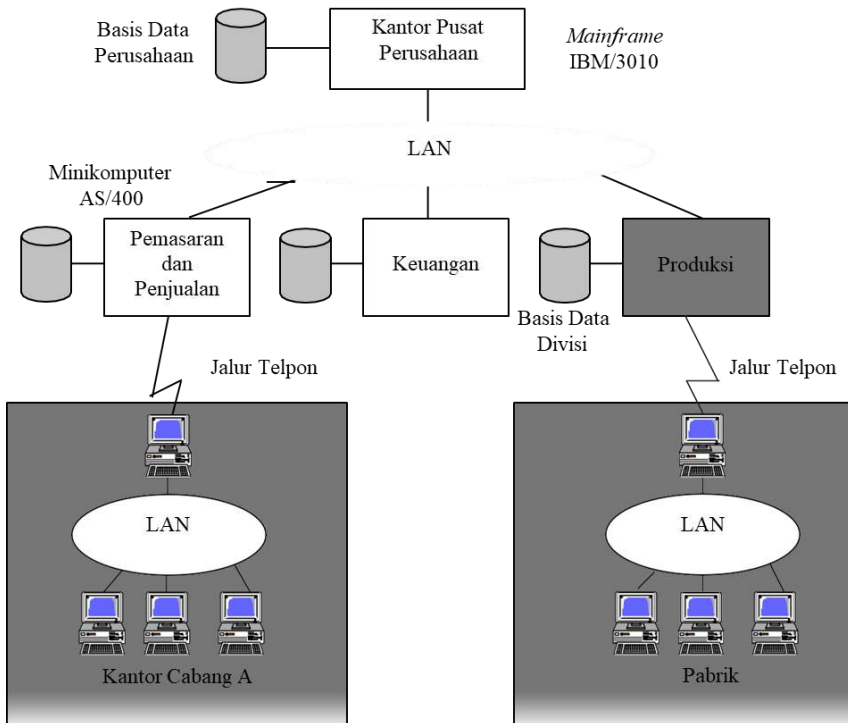 Basis Data
Perusahaan
Kantor Pusat
Perusahaan
Mainframe
IBM/3010
LAN
Minikomputer
AS/400
Pemasaran
dan
Penjualan
Keuangan
Produksi
Basis Data
Divisi
Jalur Telpon
Jalur Telpon
LAN
LAN
Kantor Cabang A
Pabrik